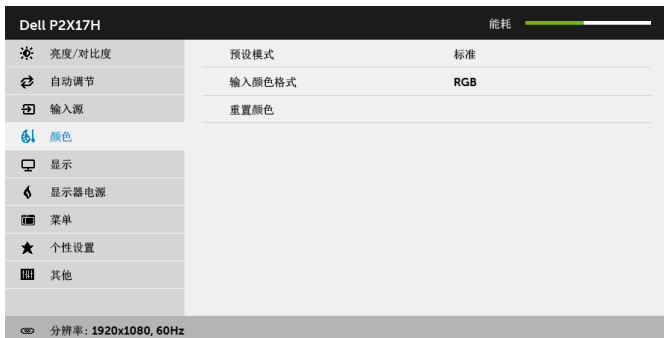 Dell P2X17H 能耗
亮度/对比度 预设模式 标准
自动调节 输入颜色格式 RGB
输入源 重置颜色
颜色
显示
显示器电源
菜单
个性设置
其他
分辨率: 1920x1080, 60Hz